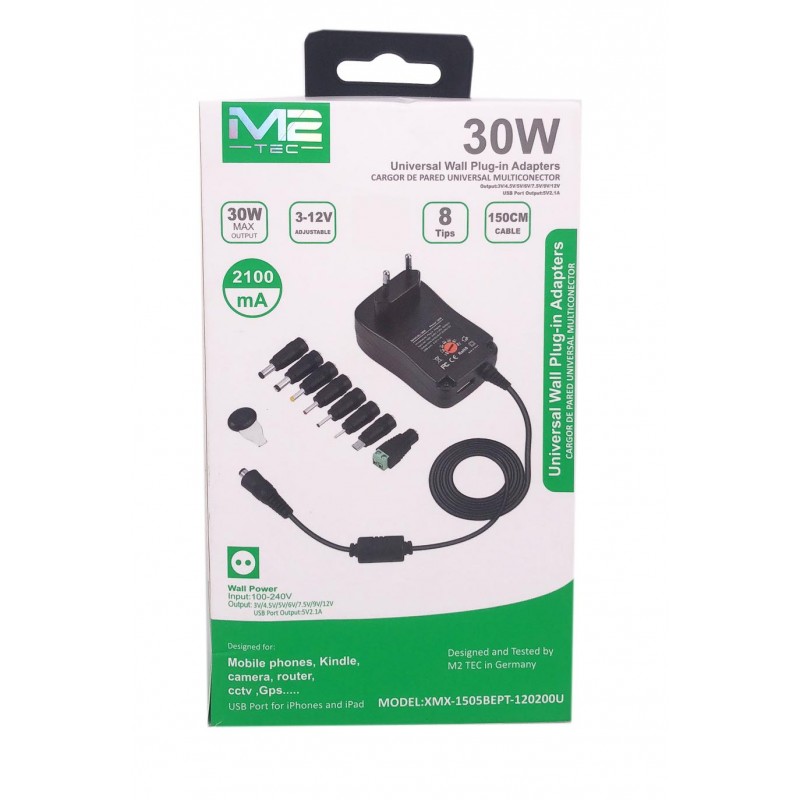 M2
TEC
30W
Universal Wall Plug-in Adapters
CARGOR DE PARED UNIVERSAL MULTICONECTOR
Output:3V/4.5V/5V/6V/7.5V/9V/12V
USB Port Output:5V2.1A
30W
MAX
OUTPUT
3-12V
ADJUSTABLE
8
Tips
150CM
CABLE
2100
mA
Universal Wall Plug-in Adapters
CARGOR DE PARED UNIVERSAL MULTICONECTOR
FC CE RoHS
Wall Power
Input:100-240V
Output: 3V/4.5V/5V/6V/7.5V/9V/12V
USB Port Output:5V2.1A
Designed for:
Mobile phones, Kindle,
camera, router,
cctv ,Gps.....
USB Port for iPhones and iPad
Designed and Tested by
M2 TEC in Germany
MODEL:XMX-1505BEPT-120200U